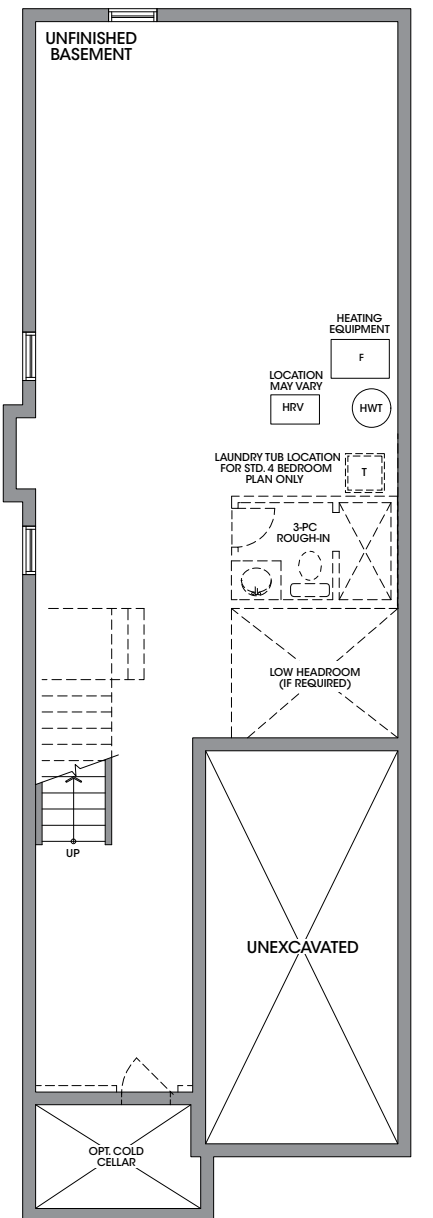 UNFINISHED
BASEMENT
HEATING
EQUIPMENT
F
LOCATION
MAY VARY
HRV
HWT
LAUNDRY TUB LOCATION
FOR STD. 4 BEDROOM
PLAN ONLY
T
3-PC
ROUGH-IN
LOW HEADROOM
(IF REQUIRED)
UP
UNEXCAVATED
OPT. COLD
CELLAR